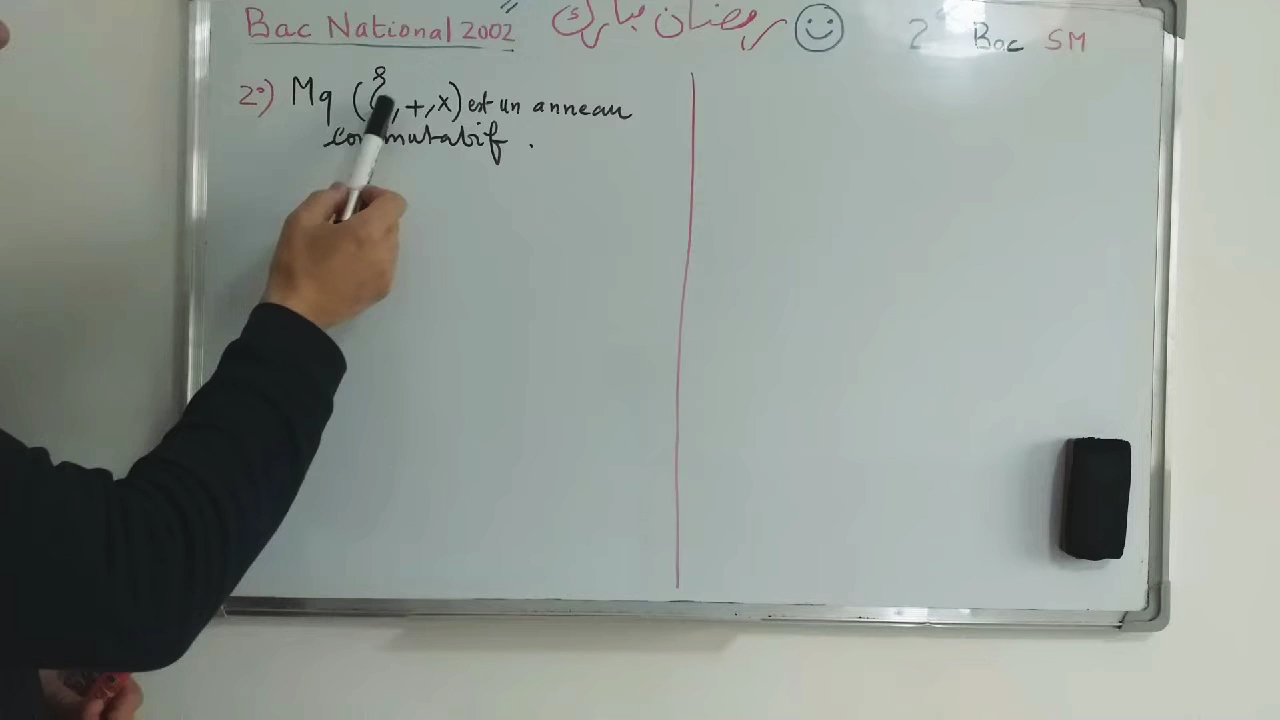 Bac National 2002 رمضان مبارك 2 Bac SM
2°) Mq ( , +, x) est un anneau
commutatif .